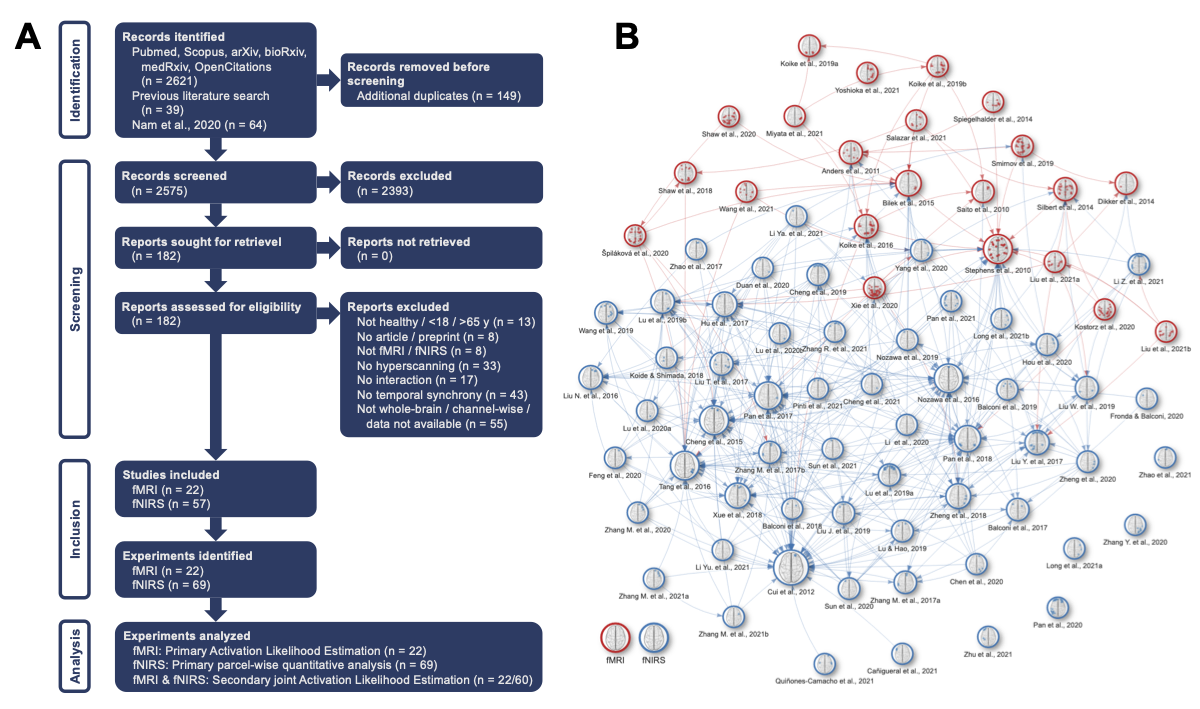 A
Identification
Records itentified
Pubmed, Scopus, arXiv, bioRxiv,
medRxiv, OpenCitations
(n = 2621)
Previous literature search
(n = 39)
Nam et al., 2020 (n = 64)
Records removed before
screening
Additional duplicates (n = 149)
Screening
Records screened
(n = 2575)
Records excluded
(n = 2393)
Reports sought for retrievel
(n = 182)
Reports not retrieved
(n = 0)
Reports assessed for eligibility
(n = 182)
Reports excluded
Not healthy / <18 / >65 y (n = 13)
No article / preprint (n = 8)
Not fMRI / fNIRS (n = 8)
No hyperscanning (n = 33)
No interaction (n = 17)
No temporal synchrony (n = 43)
Not whole-brain / channel-wise /
data not available (n = 55)
Inclusion
Studies included
fMRI (n = 22)
fNIRS (n = 57)
Experiments identified
fMRI (n = 22)
fNIRS (n = 69)
Analysis
Experiments analyzed
fMRI: Primary Activation Likelihood Estimation (n = 22)
fNIRS: Primary parcel-wise quantitative analysis (n = 69)
fMRI & fNIRS: Secondary joint Activation Likelihood Estimation (n = 22/60)
B
Koike et al., 2019a
Yoshioka et al., 2021
Koike et al., 2019b
Spiegelhalder et al., 2014
Shaw et al., 2020
Miyata et al., 2021
Salazar et al., 2021
Anders et al., 2011
Smirnov et al., 2019
Shaw et al., 2018
Wang et al., 2021
Bilek et al., 2015
Saito et al., 2010
Silbert et al., 2014
Dikker et al., 2014
Li Ya. et al., 2021
Koike et al., 2016
Špiláková et al., 2020
Zhao et al., 2017
Yang et al., 2020
Stephens et al., 2010
Liu et al., 2021a
Li Z. et al., 2021
Duan et al., 2020
Cheng et al., 2019
Xie et al., 2020
Wang et al., 2019
Lu et al., 2019b
Hu et al., 2017
Pan et al., 2021
Kostorz et al., 2020
Long et al., 2021b
Liu et al., 2021b
Lu et al., 2020b
Zhang R. et al., 2021
Nozawa et al., 2019
Hou et al., 2020
Koide & Shimada, 2018
Liu T. et al., 2017
Liu N. et al., 2016
Pan et al., 2017
Pinti et al., 2021
Cheng et al., 2021
Nozawa et al., 2016
Balconi et al., 2019
Liu W. et al., 2019
Fronda & Balconi, 2020
Lu et al., 2020a
Cheng et al., 2015
Li et al., 2020
Pan et al., 2018
Liu Y. et al., 2017
Feng et al., 2020
Tang et al., 2016
Zhang M. et al., 2017b
Sun et al., 2021
Zheng et al., 2020
Zhao et al., 2021
Lu et al., 2019a
Xue et al., 2018
Balconi et al., 2018
Liu J. et al., 2019
Zheng et al., 2018
Balconi et al., 2017
Zhang M. et al., 2020
Lu & Hao, 2019
Zhang Y. et al., 2020
Li Yu. et al., 2021
Long et al., 2021a
Cui et al., 2012
Chen et al., 2020
Zhang M. et al., 2021a
Sun et al., 2020
Zhang M. et al., 2017a
Zhang M. et al., 2021b
Pan et al., 2020
Zhu et al., 2021
Cañigueral et al., 2021
Quiñones-Camacho et al., 2021
fMRI
fNIRS